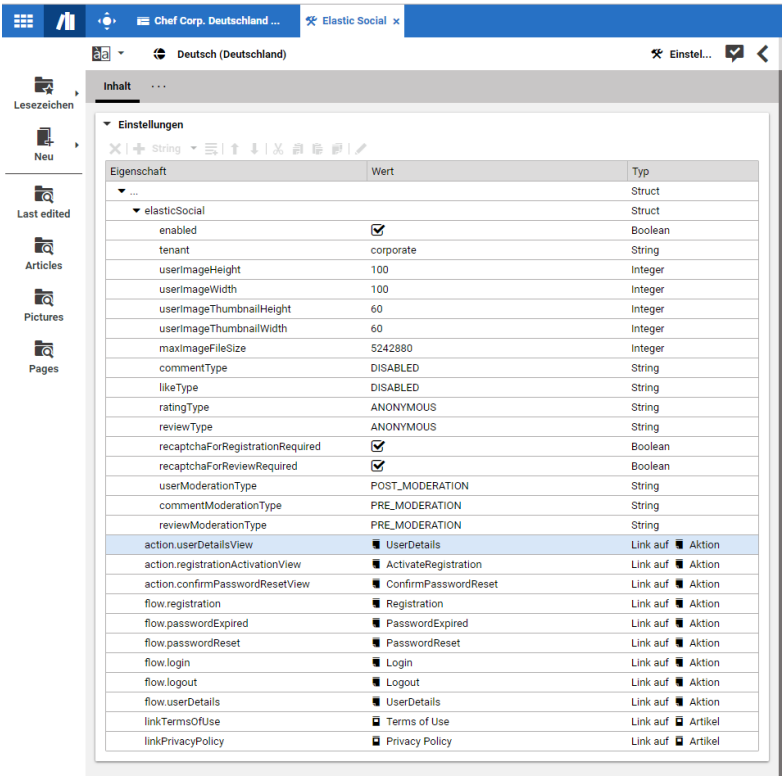 Chef Corp. Deutschland ...
Elastic Social ×
àa
Deutsch (Deutschland)
Einstel...
Lesezeichen
Neu
Last edited
Articles
Pictures
Pages
Inhalt ...
Einstellungen
String
Eigenschaft Wert Typ
... Struct
elasticSocial Struct
enabled Boolean
tenant corporate String
userImageHeight 100 Integer
userImageWidth 100 Integer
userImageThumbnailHeight 60 Integer
userImageThumbnailWidth 60 Integer
maxImageFileSize 5242880 Integer
commentType DISABLED String
likeType DISABLED String
ratingType ANONYMOUS String
reviewType ANONYMOUS String
recaptchaForRegistrationRequired Boolean
recaptchaForReviewRequired Boolean
userModerationType POST_MODERATION String
commentModerationType PRE_MODERATION String
reviewModerationType PRE_MODERATION String
action.userDetailsView UserDetails Link auf Aktion
action.registrationActivationView ActivateRegistration Link auf Aktion
action.confirmPasswordResetView ConfirmPasswordReset Link auf Aktion
flow.registration Registration Link auf Aktion
flow.passwordExpired PasswordExpired Link auf Aktion
flow.passwordReset PasswordReset Link auf Aktion
flow.login Login Link auf Aktion
flow.logout Logout Link auf Aktion
flow.userDetails UserDetails Link auf Aktion
linkTermsOfUse Terms of Use Link auf Artikel
linkPrivacyPolicy Privacy Policy Link auf Artikel